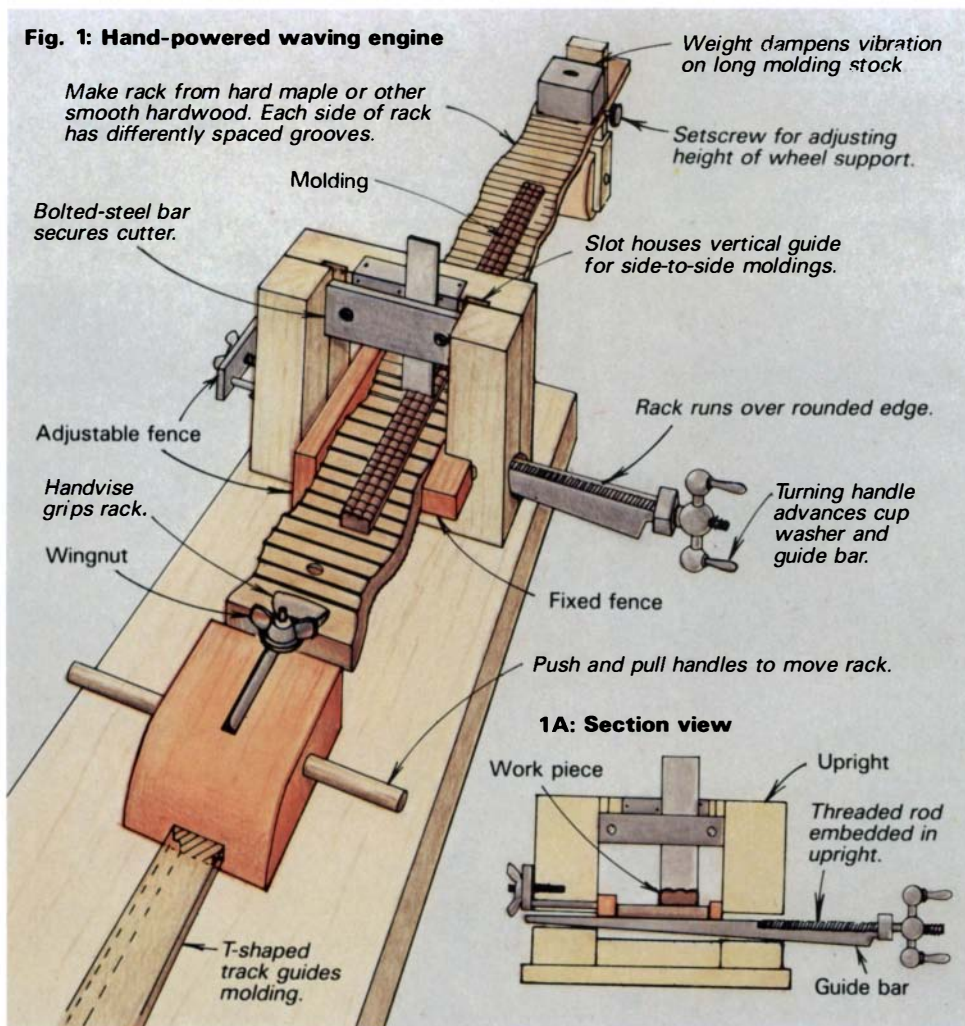 Fig. 1: Hand-powered waving engine
Weight dampens vibration
on long molding stock
Make rack from hard maple or other
smooth hardwood. Each side of rack
has differently spaced grooves.
Setscrew for adjusting
height of wheel support.
Molding
Bolted-steel bar
secures cutter.
Slot houses vertical guide
for side-to-side moldings.
Rack runs over rounded edge.
Adjustable fence
Handvise
grips rack.
Turning handle
advances cup
washer and
guide bar.
Wingnut
Fixed fence
Push and pull handles to move rack.
1A: Section view
Work piece
Upright
Threaded rod
embedded in
upright.
T-shaped
track guides
molding.
Guide bar